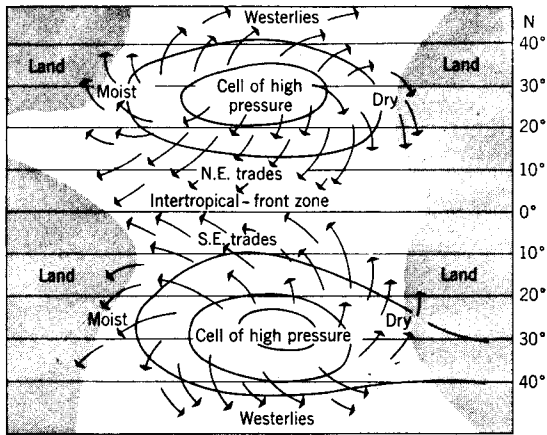 Westerlies
N
40°
Land
Land
Moist
Cell of high
pressure
Dry
30°
20°
N.E. trades
10°
Intertropical-front zone
0°
S.E. trades
10°
Land
Land
20°
Moist
Cell of high pressure
Dry
30°
40°
Westerlies